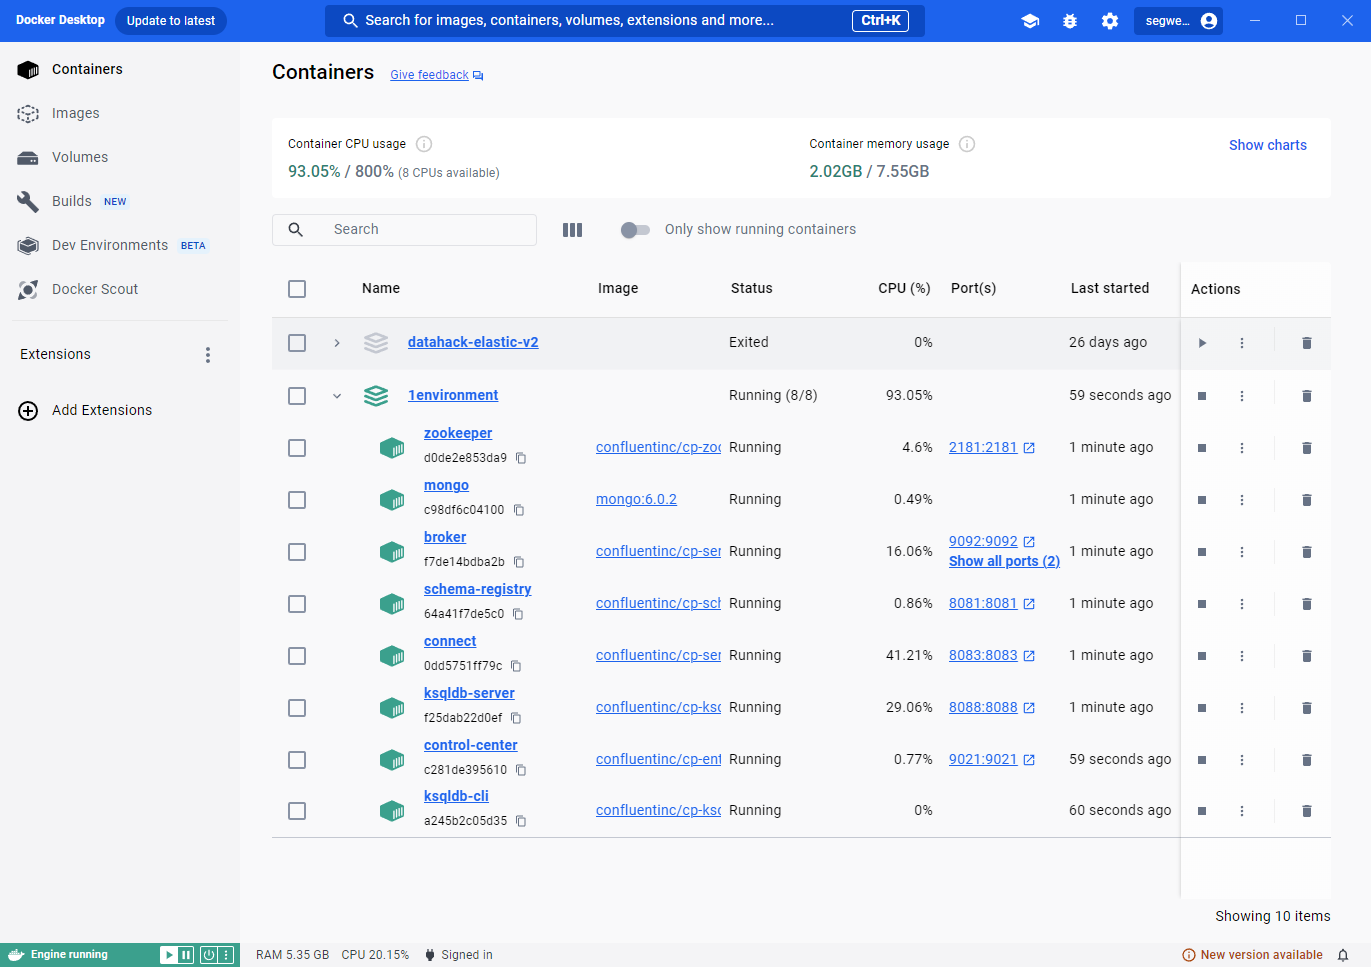 Docker Desktop
Update to latest
Search for images, containers, volumes, extensions and more...
Ctrl+K
segwe...
Containers
Images
Volumes
Builds NEW
Dev Environments BETA
Docker Scout
Extensions
Add Extensions
Containers
Give feedback
Container CPU usage
93.05% / 800% (8 CPUs available)
Container memory usage
2.02GB / 7.55GB
Show charts
Search
Only show running containers
Name Image Status CPU (%) Port(s) Last started Actions
datahack-elastic-v2 Exited 0% 26 days ago
1environment Running (8/8) 93.05% 59 seconds ago
zookeeper
d0de2e853da9
confluentinc/cp-zoo Running 4.6% 2181:2181 1 minute ago
mongo
c98df6c04100
mongo:6.0.2 Running 0.49% 1 minute ago
broker
f7de14bdba2b
confluentinc/cp-ser Running 16.06% 9092:9092 1 minute ago
Show all ports (2)
schema-registry
64a41f7de5c0
confluentinc/cp-sch Running 0.86% 8081:8081 1 minute ago
connect
0dd5751ff79c
confluentinc/cp-ser Running 41.21% 8083:8083 1 minute ago
ksqldb-server
f25dab22d0ef
confluentinc/cp-ksq Running 29.06% 8088:8088 1 minute ago
control-center
c281de395610
confluentinc/cp-ent Running 0.77% 9021:9021 59 seconds ago
ksqldb-cli
a245b2c05d35
confluentinc/cp-ksq Running 0% 60 seconds ago
Showing 10 items
Engine running
RAM 5.35 GB CPU 20.15% Signed in
New version available